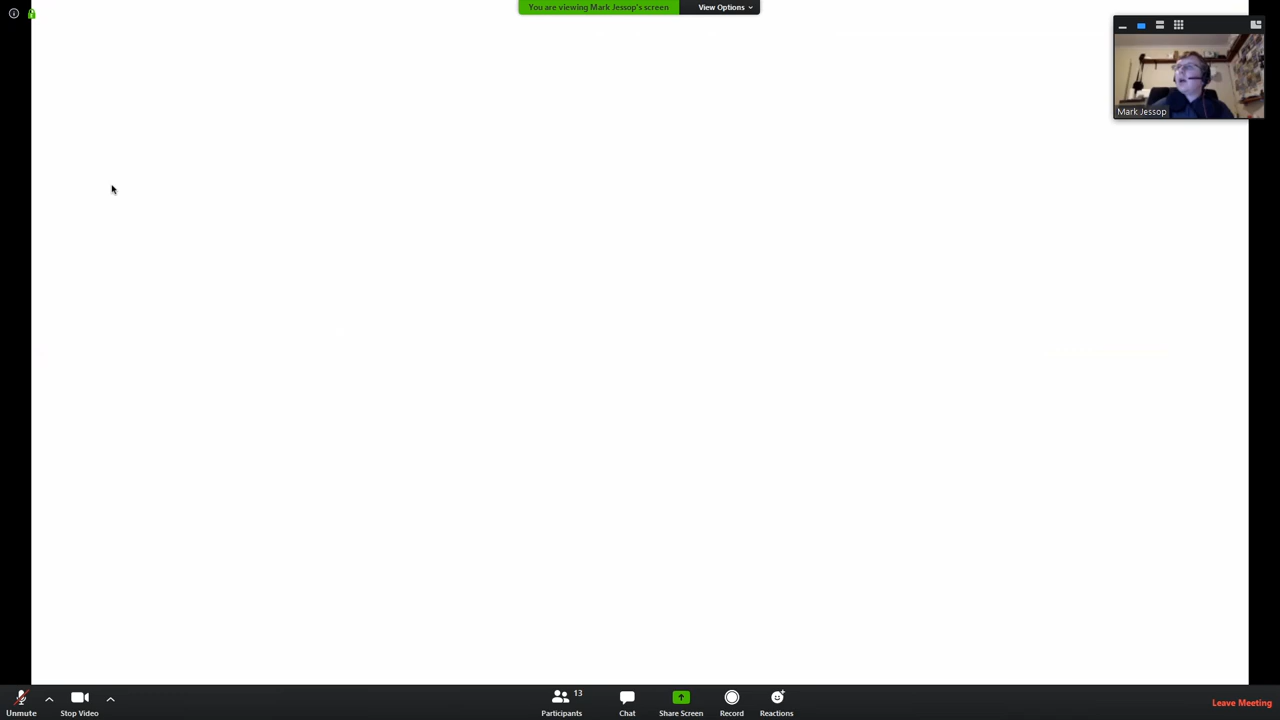 You are viewing Mark Jessop's screen
View Options
Mark Jessop
Unmute
Stop Video
Participants
13
Chat
Share Screen
Record
Reactions
Leave Meeting